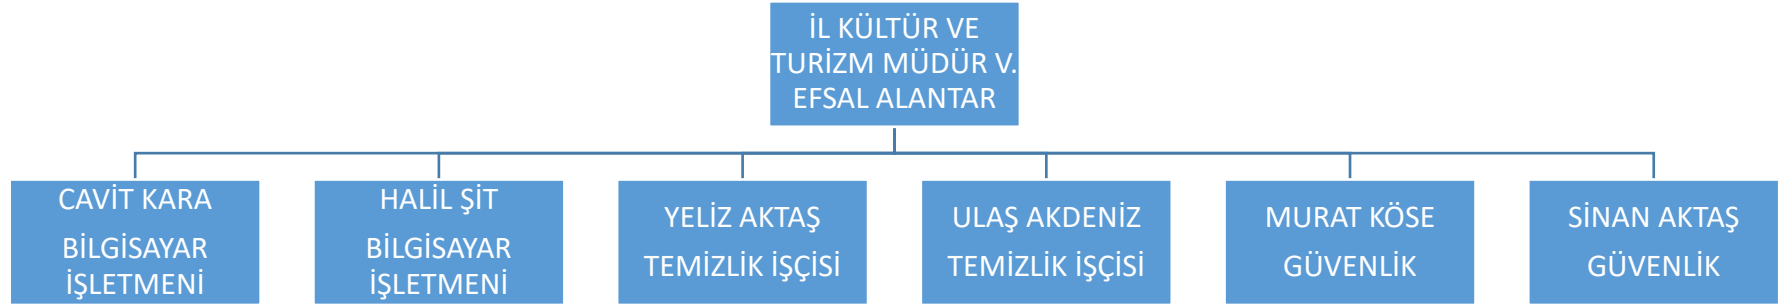 İL KÜLTÜR VE
TURİZM MÜDÜR V.
EFSAL ALANTAR
CAVİT KARA
BİLGİSAYAR
İŞLETMENİ
HALİL ŞİT
BİLGİSAYAR
İŞLETMENİ
YELİZ AKTAŞ
TEMİZLİK İŞÇİSİ
ULAŞ AKDENİZ
TEMİZLİK İŞÇİSİ
MURAT KÖSE
GÜVENLİK
SİNAN AKTAŞ
GÜVENLİK